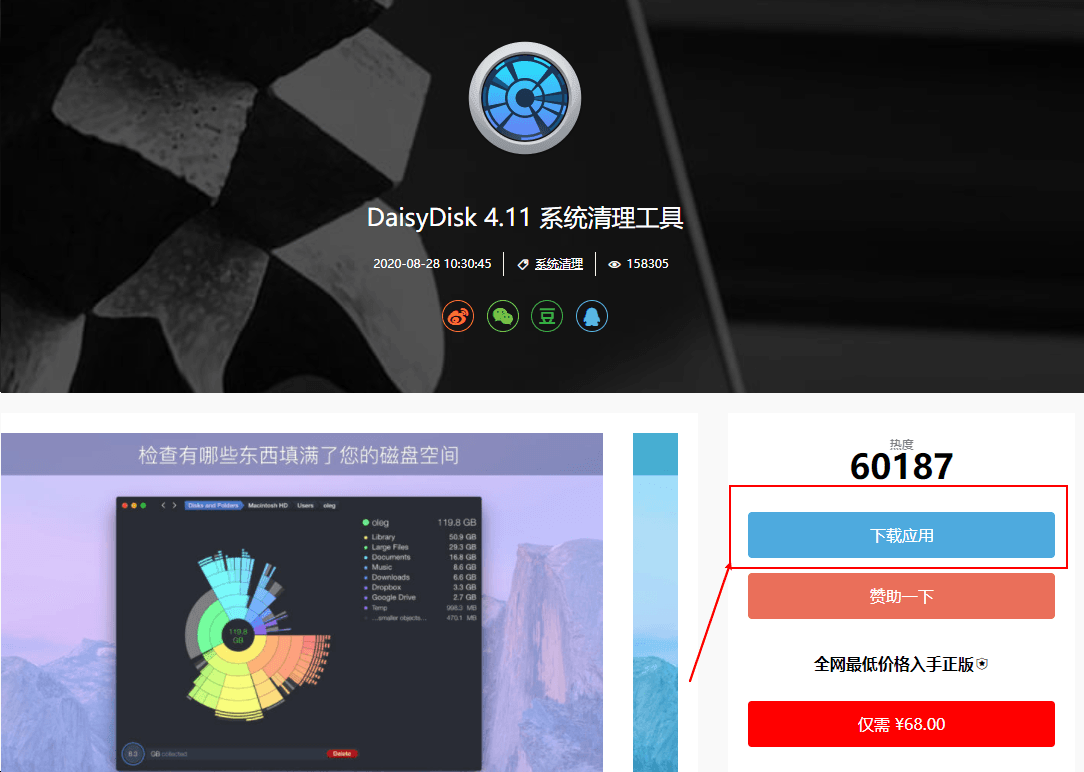 DaisyDisk 4.11 系统清理工具
2020-08-28 10:30:45 系统清理 158305
豆
检查有哪些东西填满了您的磁盘空间
Disks and Folders Macintosh HD Users oleg
oleg 119.8 GB
Library 50.9 GB
Large Files 29.3 GB
Documents 16.8 GB
Music 8.6 GB
Downloads 6.6 GB
Dropbox 3.3 GB
Google Drive 2.7 GB
Temp 998.3 MB
...smaller objects... 470.1 MB
119.8
GB
8.3 GB collected Delete
热度
60187
下载应用
赞助一下
全网最低价格入手正版
仅需 ¥68.00